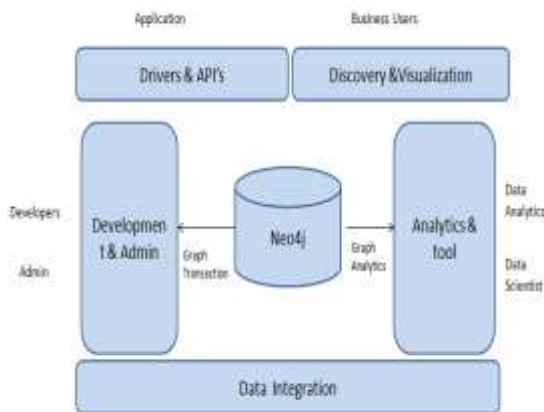 Application
Business Users
Drivers & API's
Discovery &Visualization
Developers
Admin
Developmen
t & Admin
Graph
Transaction
Neo4j
Graph
Analytics
Analytics &
tool
Data
Analytics
Data
Scientist
Data Integration